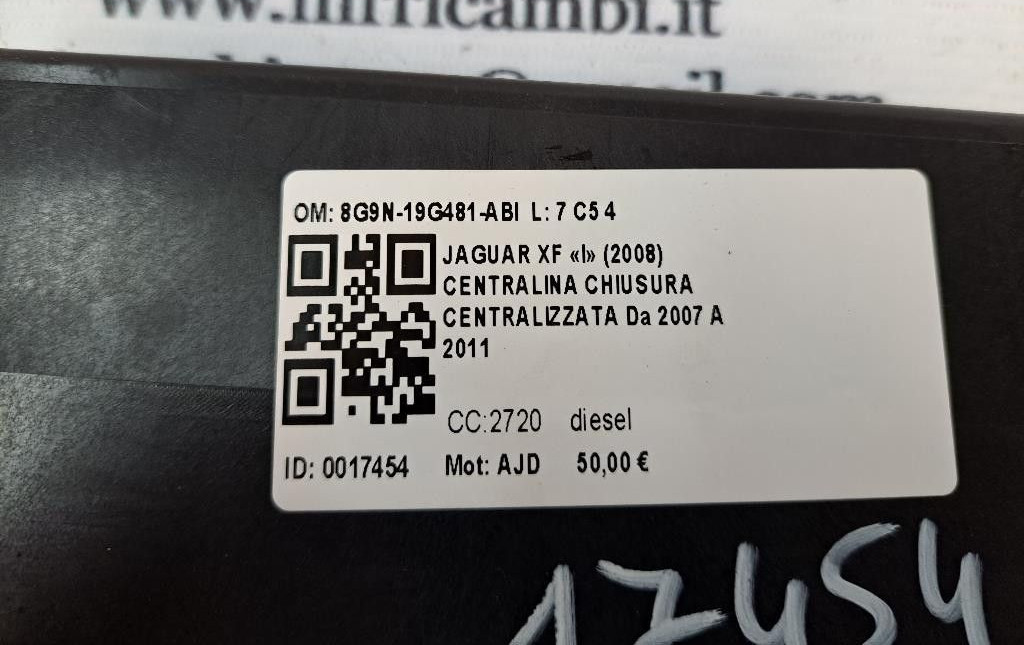 www.mfricambi.it
OM: 8G9N-19G481-ABI L: 7 C5 4
JAGUAR XF «I» (2008)
CENTRALINA CHIUSURA
CENTRALIZZATA Da 2007 A
2011
CC:2720 diesel
ID: 0017454 Mot: AJD 50,00 €
17454